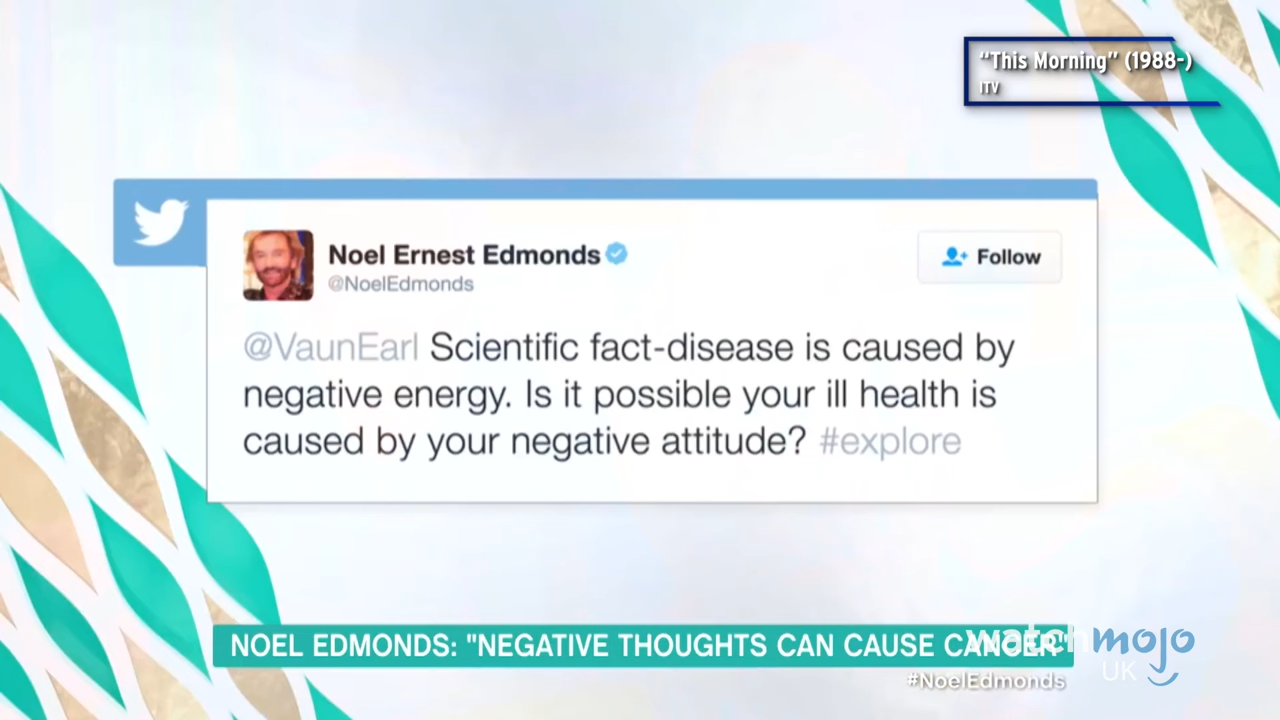 "This Morning" (1988-)
ITV
Noel Ernest Edmonds
@NoelEdmonds
Follow
@VaunEarl Scientific fact-disease is caused by
negative energy. Is it possible your ill health is
caused by your negative attitude? #explore
NOEL EDMONDS: "NEGATIVE THOUGHTS CAN CAUSE CANCER"
watchmojo
UK
#NoelEdmonds